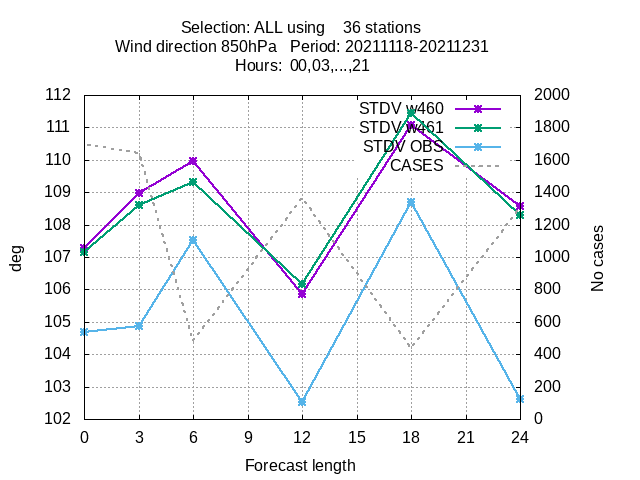 Selection: ALL using 36 stations
Wind direction 850hPa Period: 20211118-20211231
Hours: 00,03,...,21
112 2000
111 1800
110 1600
109 1400
108 1200
107 1000
106 800
105 600
104 400
103 200
102 0
STDV w460
STDV w461
STDV OBS
CASES
deg
No cases
0 3 6 9 12 15 18 21 24
Forecast length